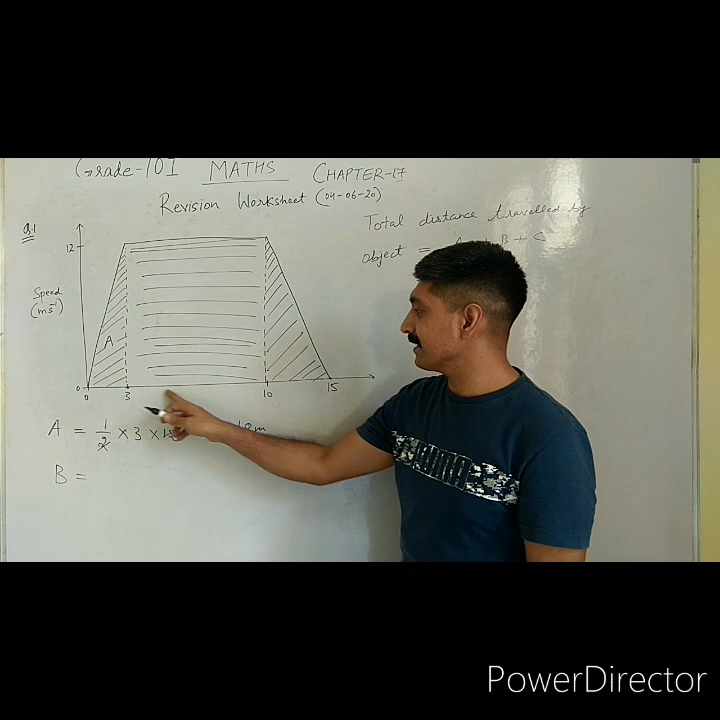 Grade-10I MATHS CHAPTER-17
Revision Worksheet (04-06-20)
Q1
Total distance travelled by
object = A B + C
12
Speed
(ms⁻¹)
A
0
0 3 10 15
A = 1/2 × 3 × 12
B =
PowerDirector